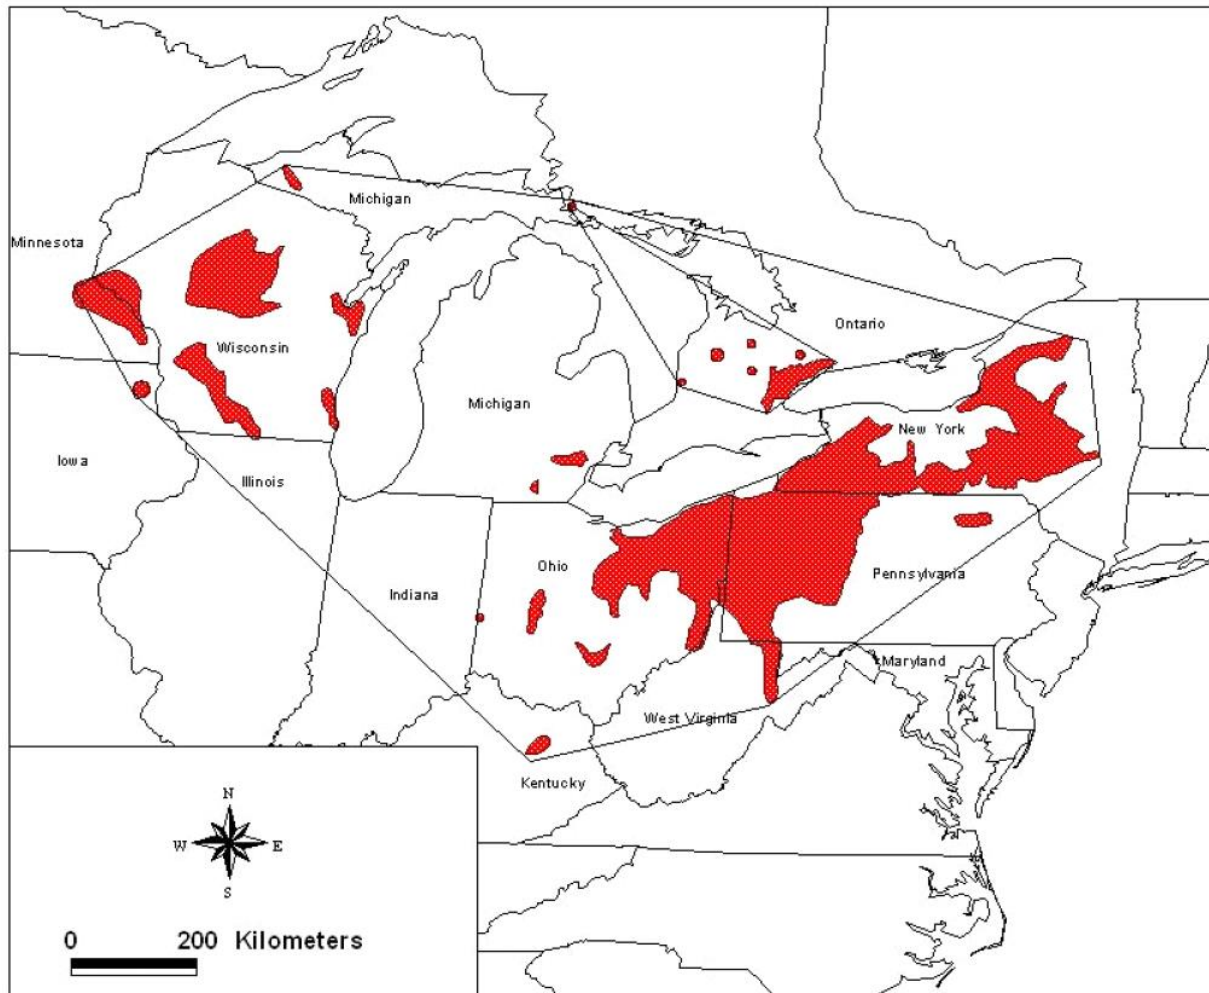 Michigan
Minnesota
Ontario
Wisconsin
Michigan
New York
Iowa
Illinois
Ohio
Pennsylvania
Indiana
Maryland
West Virginia
Kentucky
N
W E
S
0 200 Kilometers